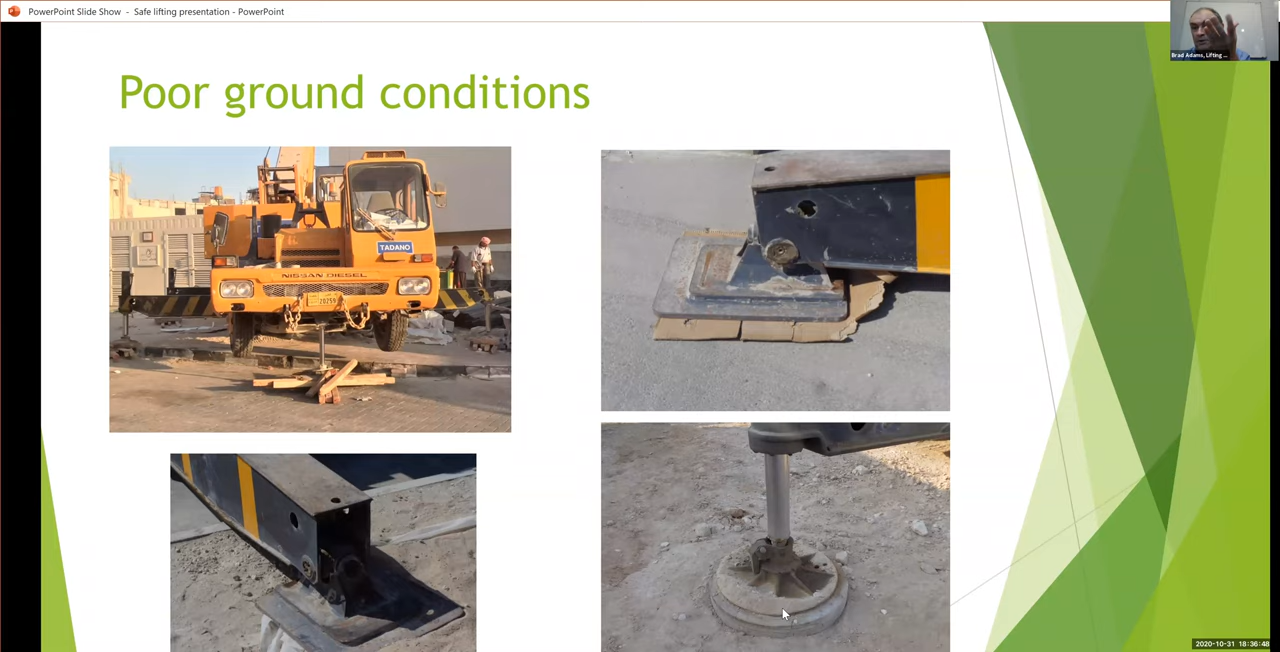 PowerPoint Slide Show - Safe lifting presentation - PowerPoint
Brad Adams, Lifting ...
Poor ground conditions
TADANO
NISSAN DIESEL
20259
2020-10-31 18:36:48